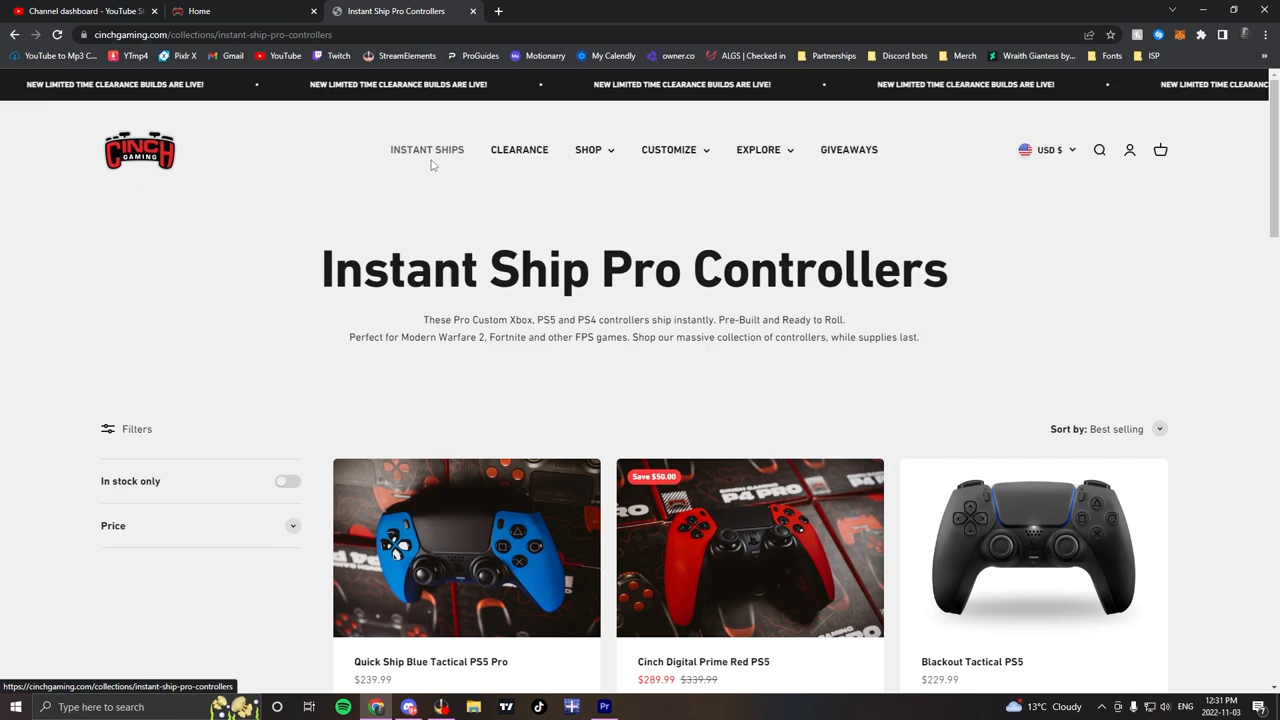 Channel dashboard - YouTube St
Home
Instant Ships
cinchgaming.com/collections/instant-ship-pro-controllers
YouTube to Mp3 C...
YTmp4
Pixlr X
Gmail
YouTube
Twitch
StreamElements
ProGuides
Motionary
My Calendly
owner.co
ALGS | Checked in
Partnerships
Discord bots
Merch
Wraith Giantess by...
Fonts
ISP
NEW LIMITED TIME CLEARANCE BUILDS ARE LIVE! • NEW LIMITED TIME CLEARANCE BUILDS ARE LIVE! • NEW LIMITED TIME CLEARANCE BUILDS ARE LIVE! • NEW LIMITED TIME CLEARANCE BUILDS ARE LIVE! • NEW LIMITED TIME CLEARANC
CINCH
GAMING
INSTANT SHIPS
CLEARANCE
SHOP
CUSTOMIZE
EXPLORE
GIVEAWAYS
USD $
Instant Ship Pro Controllers
These Pro Custom Xbox, PS5 and PS4 controllers ship instantly. Pre-Built and Ready to Roll.
Perfect for Modern Warfare 2, Fortnite and other FPS games. Shop our massive collection of controllers, while supplies last.
Filters
Sort by: Best selling
In stock only
Price
Save $50.00
P4 PRO
Quick Ship Blue Tactical PS5 Pro
$239.99
Cinch Digital Prime Red PS5
$289.99 $339.99
Blackout Tactical PS5
$229.99
https://cinchgaming.com/collections/instant-ship-pro-controllers
Type here to search
13°C Cloudy
ENG
12:31 PM
2022-11-03